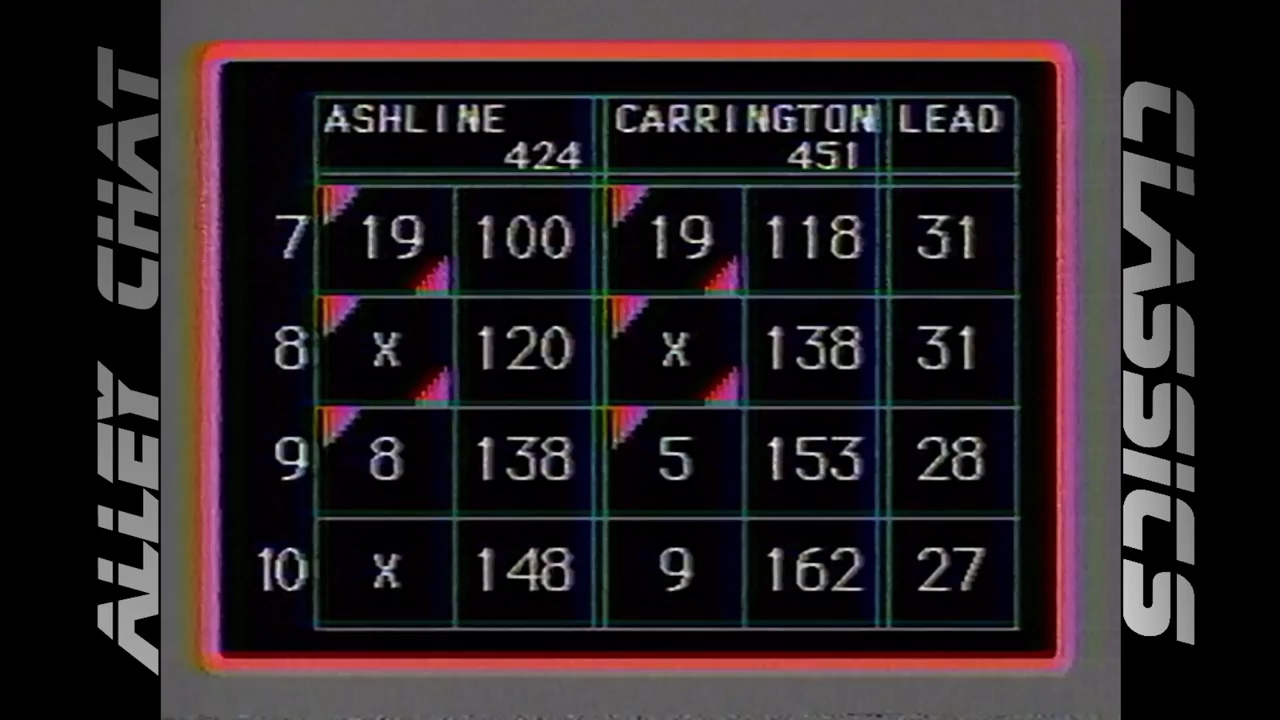 ALLEY CHAT
ASHLINE CARRINGTON LEAD
424 451
7 19 100 19 118 31
8 X 120 X 138 31
9 8 138 5 153 28
10 X 148 9 162 27
CLASSICS